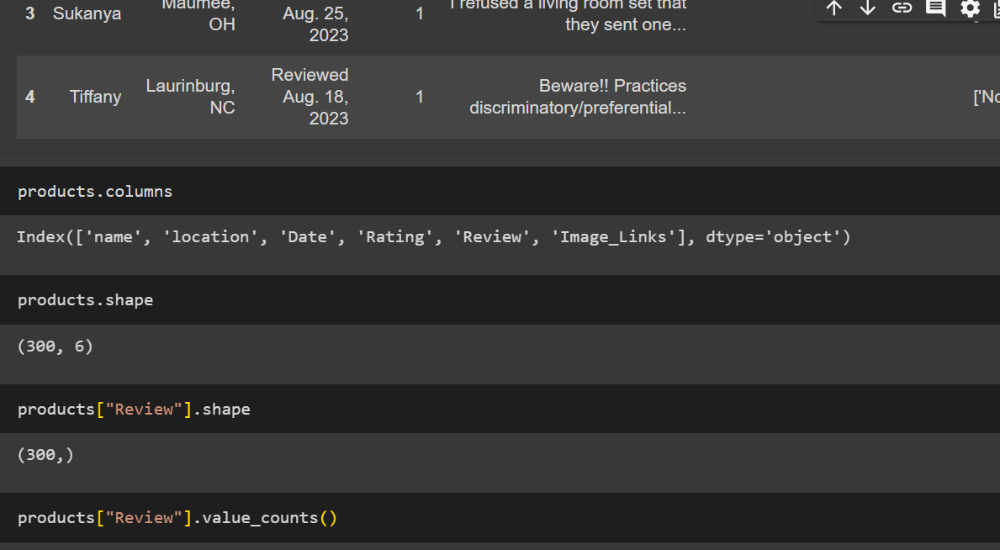 3 Sukanya Maumee, OH Aug. 25, 2023 1 I refused a living room set that they sent one...
4 Tiffany Laurinburg, NC Reviewed Aug. 18, 2023 1 Beware!! Practices discriminatory/preferential...
products.columns
Index(['name', 'location', 'Date', 'Rating', 'Review', 'Image_Links'], dtype='object')
products.shape
(300, 6)
products["Review"].shape
(300,)
products["Review"].value_counts()